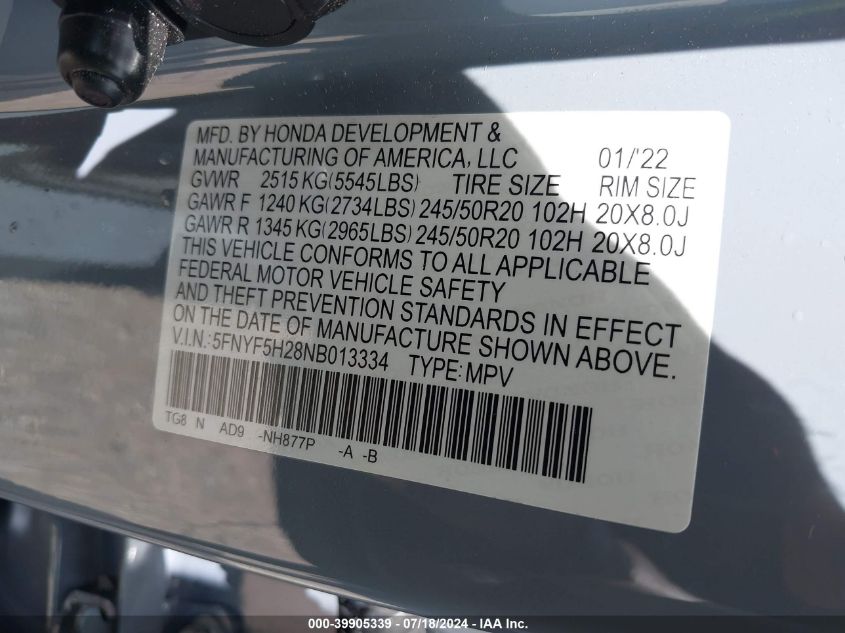 MFD. BY HONDA DEVELOPMENT &
MANUFACTURING OF AMERICA, LLC 01/'22
GVWR 2515 KG(5545LBS) TIRE SIZE RIM SIZE
GAWR F 1240 KG(2734LBS) 245/50R20 102H 20X8.0J
GAWR R 1345 KG(2965LBS) 245/50R20 102H 20X8.0J
THIS VEHICLE CONFORMS TO ALL APPLICABLE
FEDERAL MOTOR VEHICLE SAFETY
AND THEFT PREVENTION STANDARDS IN EFFECT
ON THE DATE OF MANUFACTURE SHOWN ABOVE.
V.I.N.:5FNYF5H28NB013334 TYPE:MPV
TG8 N AD9 -NH877P -A -B
000-39905339 - 07/18/2024 - IAA Inc.